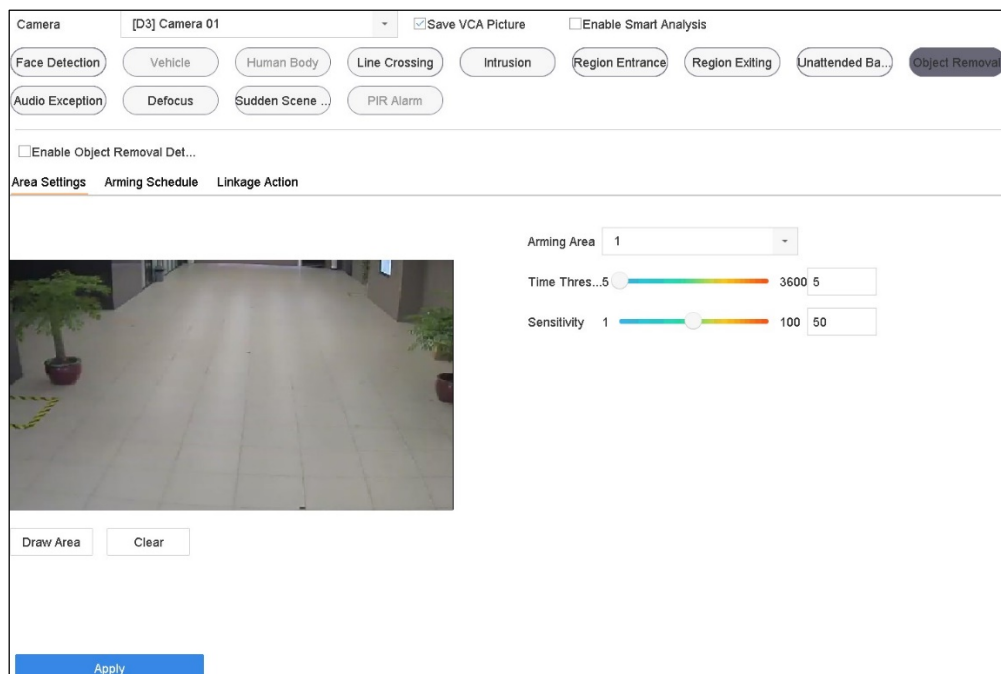 Camera [D3] Camera 01 Save VCA Picture Enable Smart Analysis
Face Detection Vehicle Human Body Line Crossing Intrusion Region Entrance Region Exiting Unattended Ba... Object Removal
Audio Exception Defocus Sudden Scene ... PIR Alarm
Enable Object Removal Det...
Area Settings Arming Schedule Linkage Action
Arming Area 1
Time Thres... 5 3600 5
Sensitivity 1 100 50
Draw Area Clear
Apply